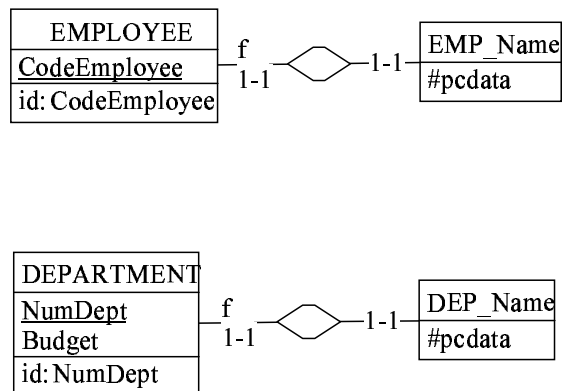 EMPLOYEE
CodeEmployee
id: CodeEmployee
f
1-1
1-1
EMP_Name
#pcdata
DEPARTMENT
NumDept
Budget
id: NumDept
f
1-1
1-1
DEP_Name
#pcdata